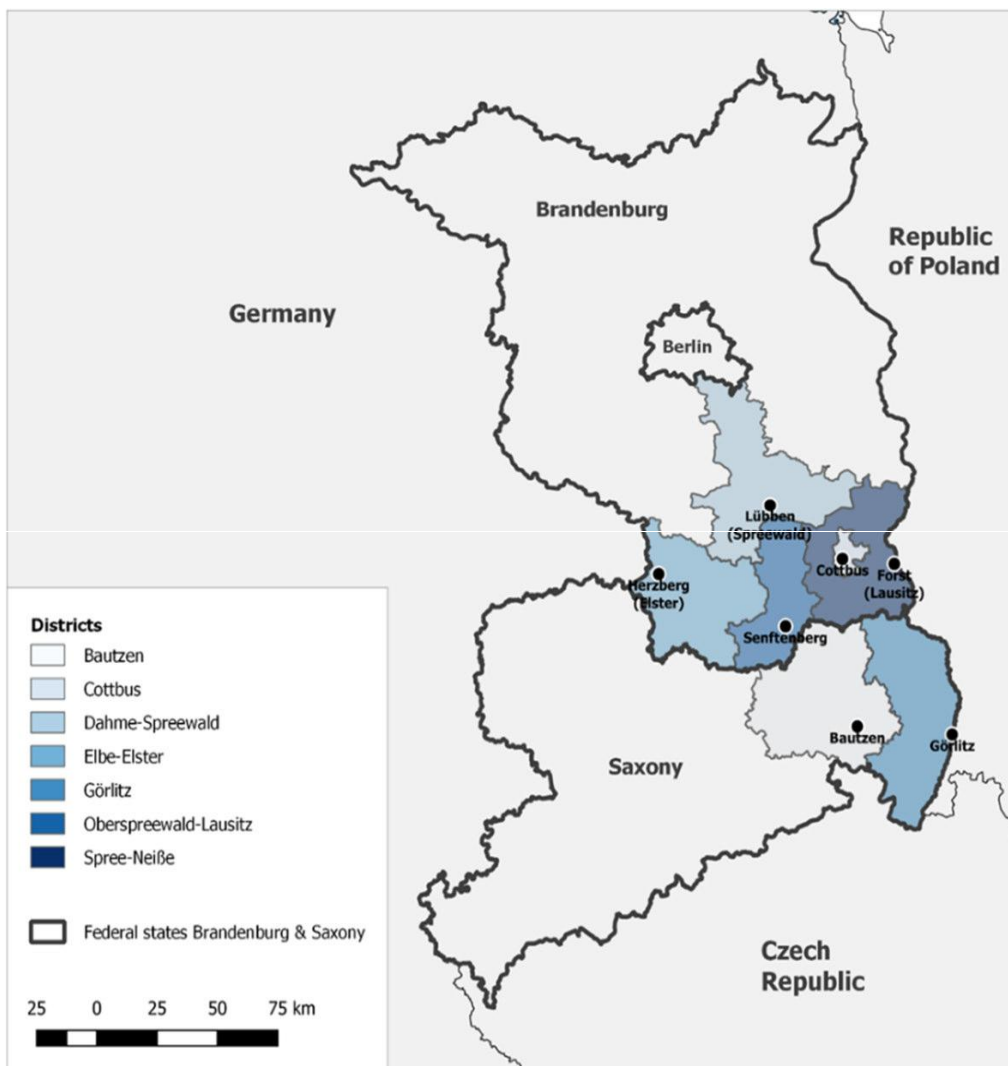 Brandenburg
Republic
of Poland
Germany
Berlin
Lübben
(Spreewald)
Cottbus
Forst
(Lausitz)
Herzberg
(Elster)
Senftenberg
Bautzen
Görlitz
Saxony
Czech
Republic
Districts
Bautzen
Cottbus
Dahme-Spreewald
Elbe-Elster
Görlitz
Oberspreewald-Lausitz
Spree-Neiße
Federal states Brandenburg & Saxony
25 0 25 50 75 km